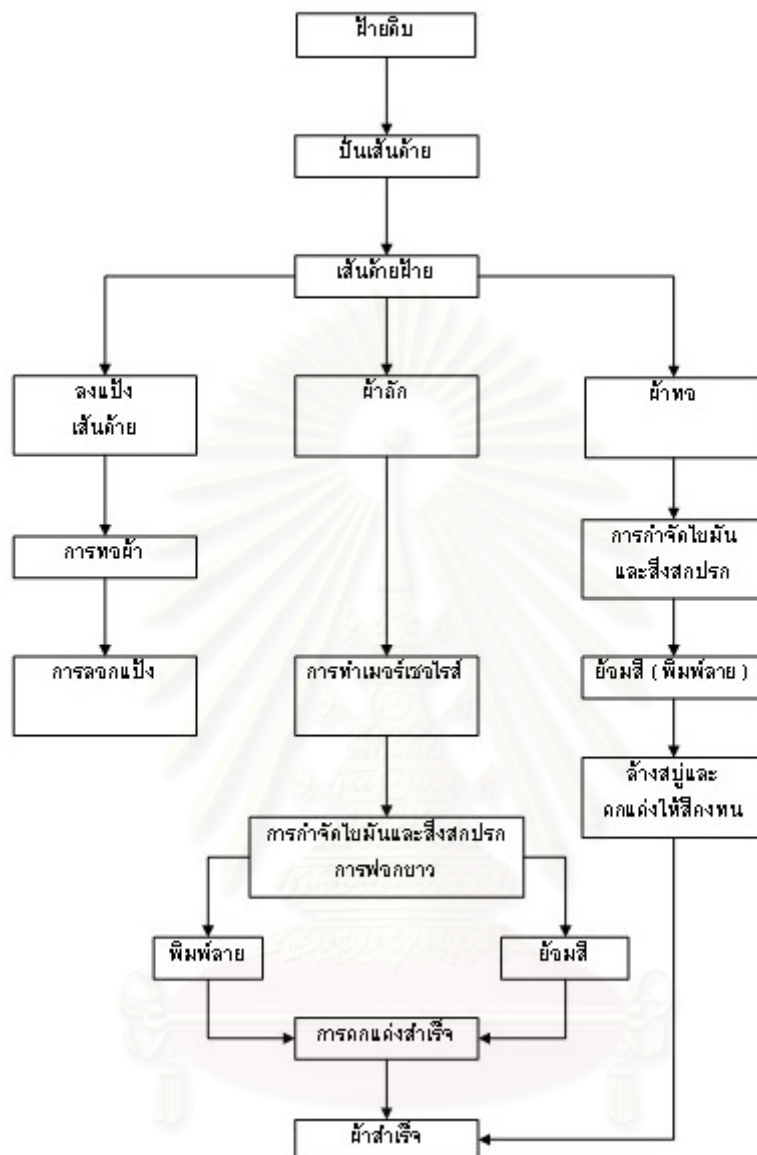 ฝ้ายดิบ
ปั่นเส้นด้าย
เส้นด้ายฝ้าย
ลงแป้ง
เส้นด้าย
ผ้าถัก
ผ้าทอ
การทอผ้า
การกำจัดไขมัน
และสิ่งสกปรก
การลอกแป้ง
การทำเมอร์เซอไรส์
ย้อมสี ( พิมพ์ลาย )
ล้างสบู่และ
ตกแต่งให้สีคงทน
การกำจัดไขมันและสิ่งสกปรก
การฟอกขาว
พิมพ์ลาย
ย้อมสี
การตกแต่งสำเร็จ
ผ้าสำเร็จ